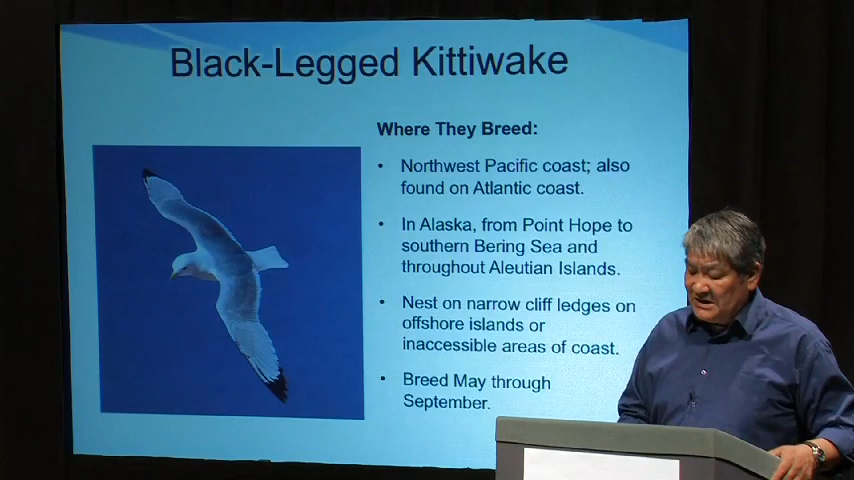 Black-Legged Kittiwake
Where They Breed:
• Northwest Pacific coast; also
found on Atlantic coast.
• In Alaska, from Point Hope to
southern Bering Sea and
throughout Aleutian Islands.
• Nest on narrow cliff ledges on
offshore islands or
inaccessible areas of coast.
• Breed May through
September.